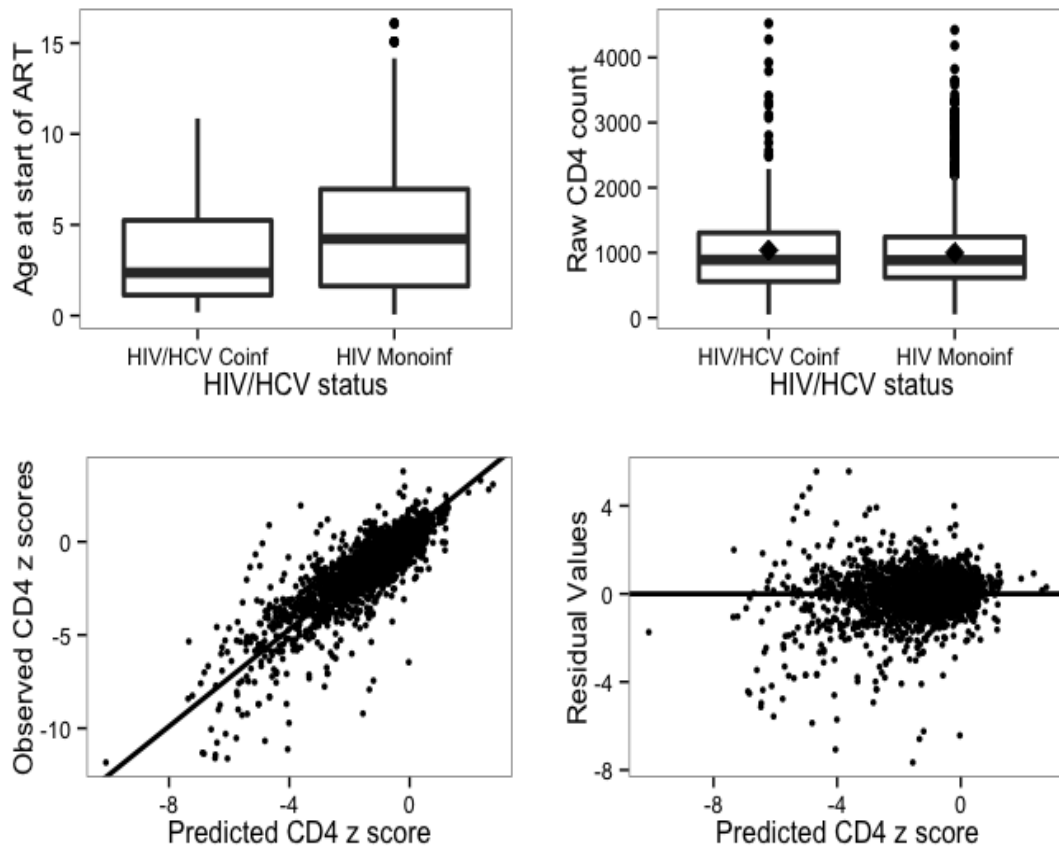 Age at start of ART
15
10
5
0
HIV/HCV Coinf
HIV Monoinf
HIV/HCV status
Raw CD4 count
4000
3000
2000
1000
0
HIV/HCV Coinf
HIV Monoinf
HIV/HCV status
Observed CD4 z scores
0
-5
-10
-8
-4
0
Predicted CD4 z score
Residual Values
4
0
-4
-8
-8
-4
0
Predicted CD4 z score